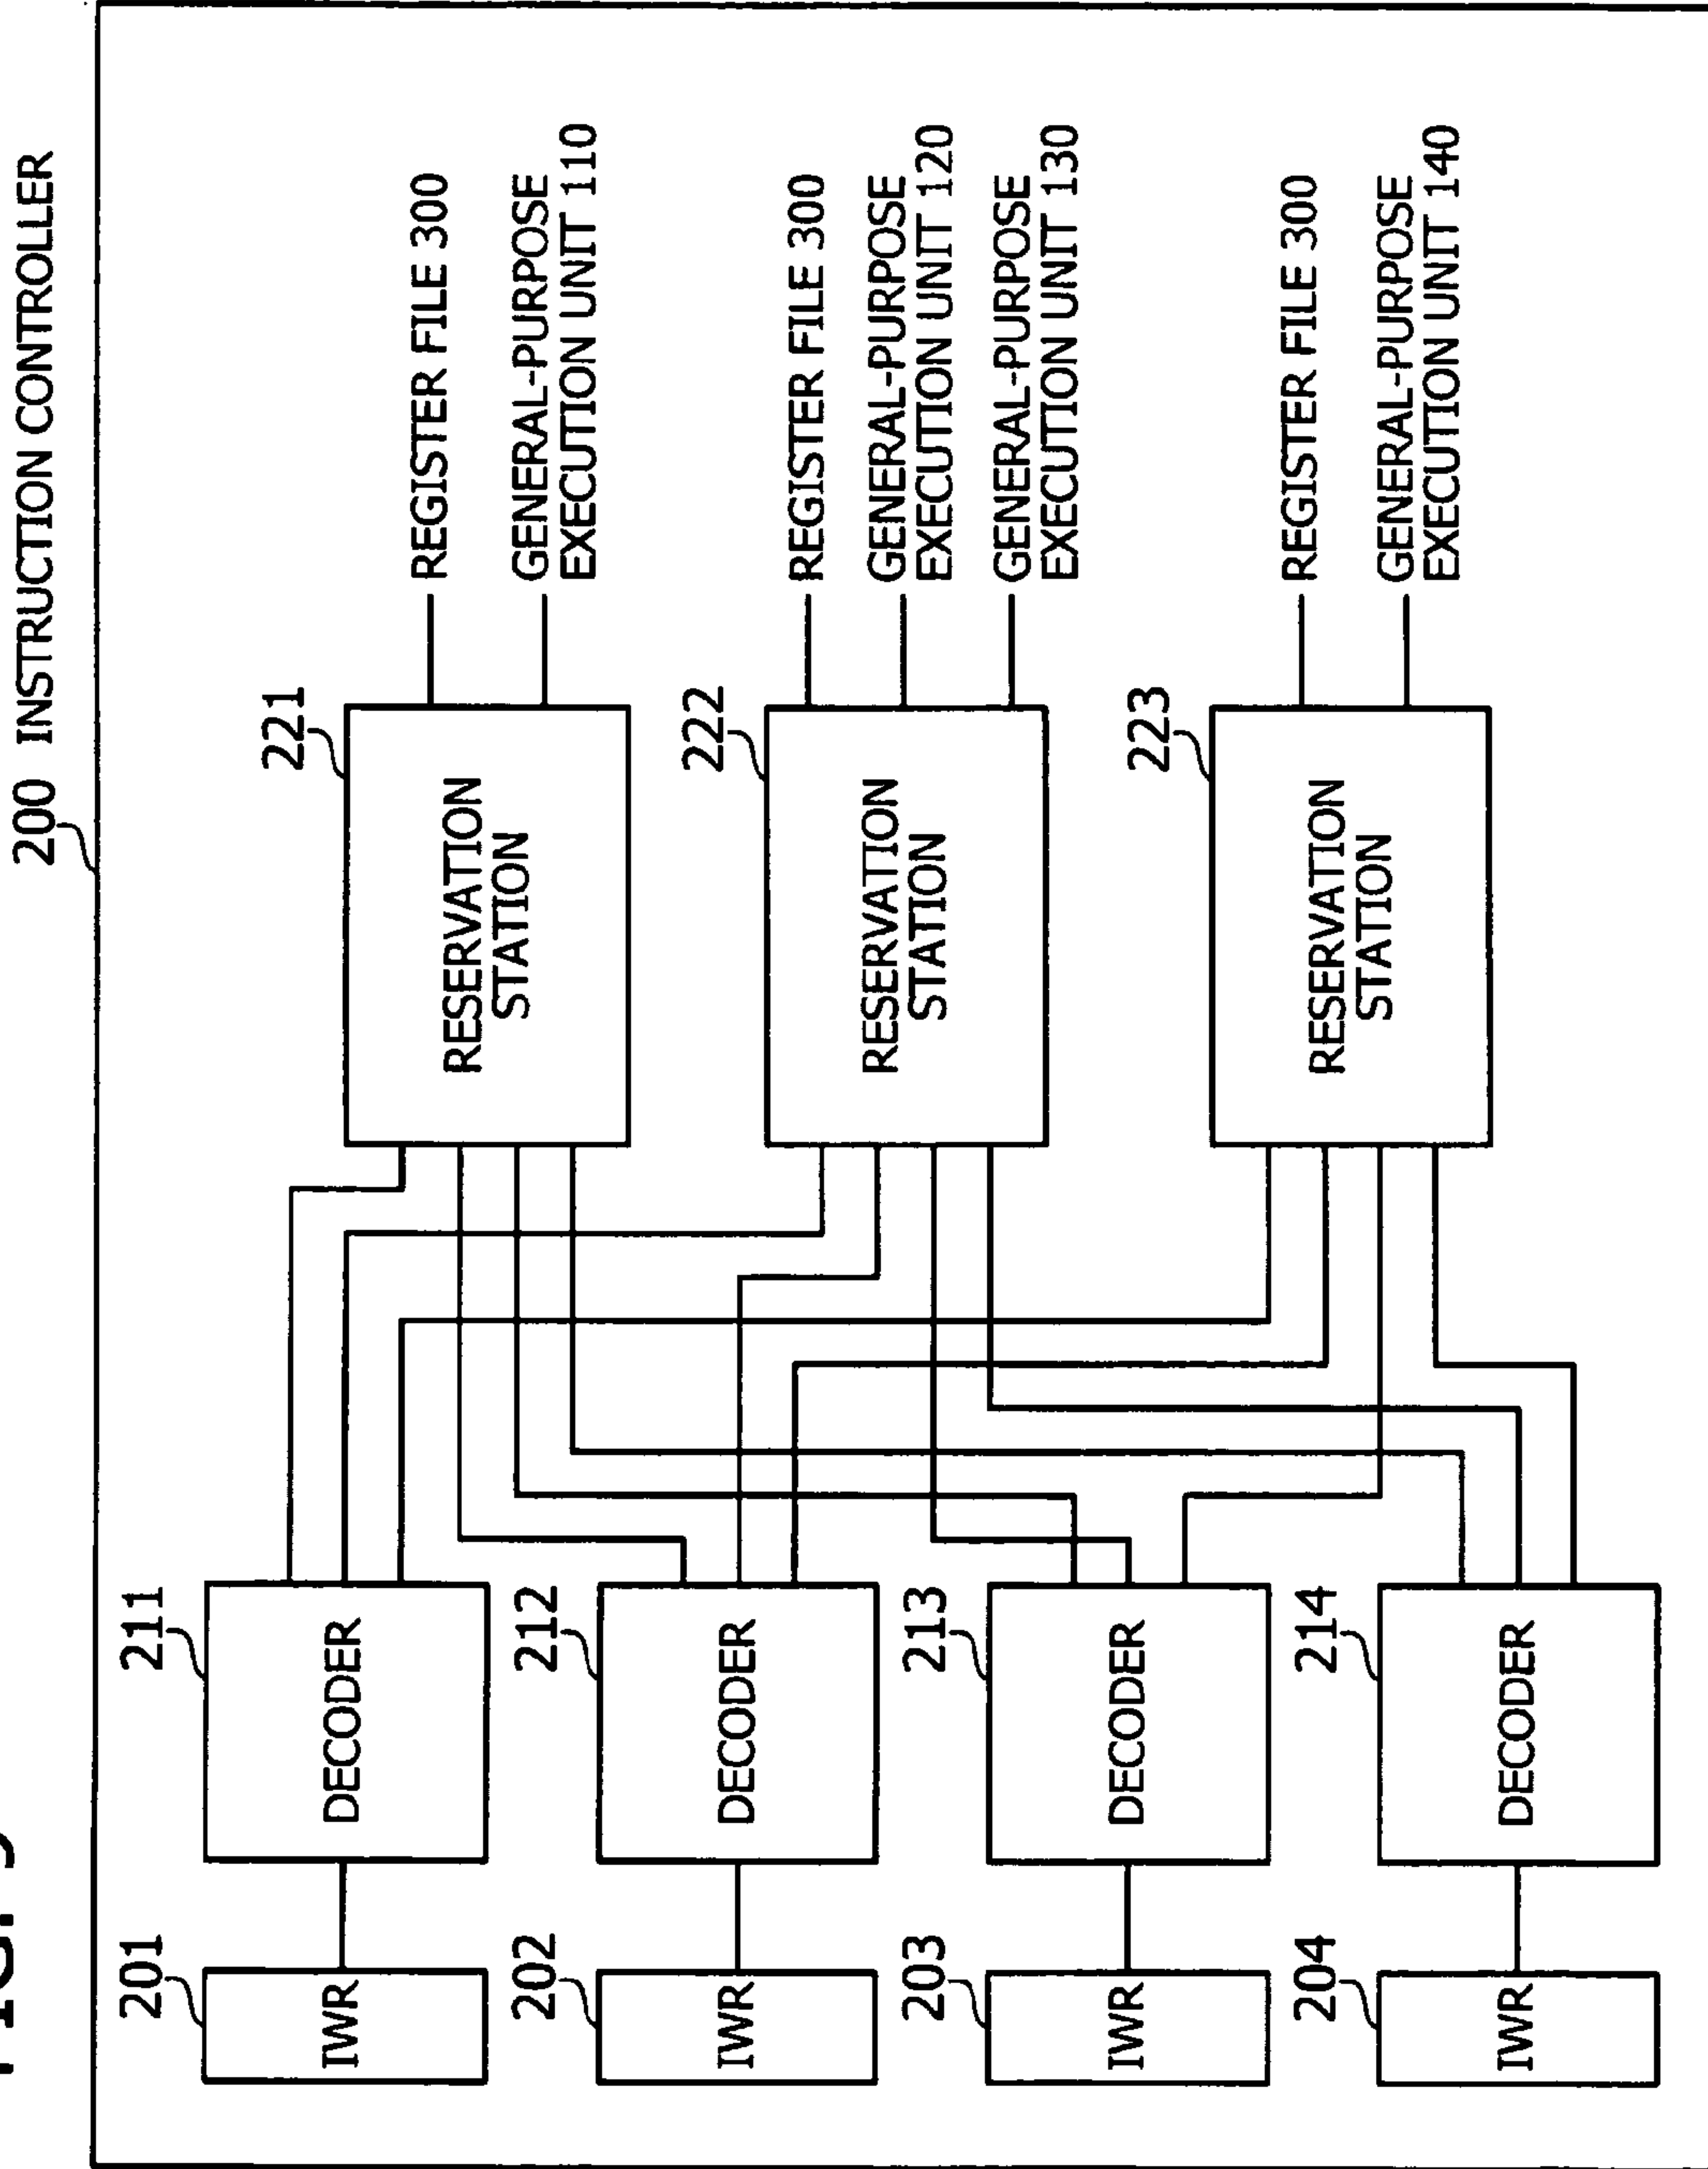 200 INSTRUCTION CONTROLLER
201
IWR
211
DECODER
221
RESERVATION
STATION
REGISTER FILE 300
GENERAL-PURPOSE
EXECUTION UNIT 110
202
IWR
212
DECODER
222
RESERVATION
STATION
REGISTER FILE 300
GENERAL-PURPOSE
EXECUTION UNIT 120
GENERAL-PURPOSE
EXECUTION UNIT 130
203
IWR
213
DECODER
223
RESERVATION
STATION
REGISTER FILE 300
GENERAL-PURPOSE
EXECUTION UNIT 140
204
IWR
214
DECODER